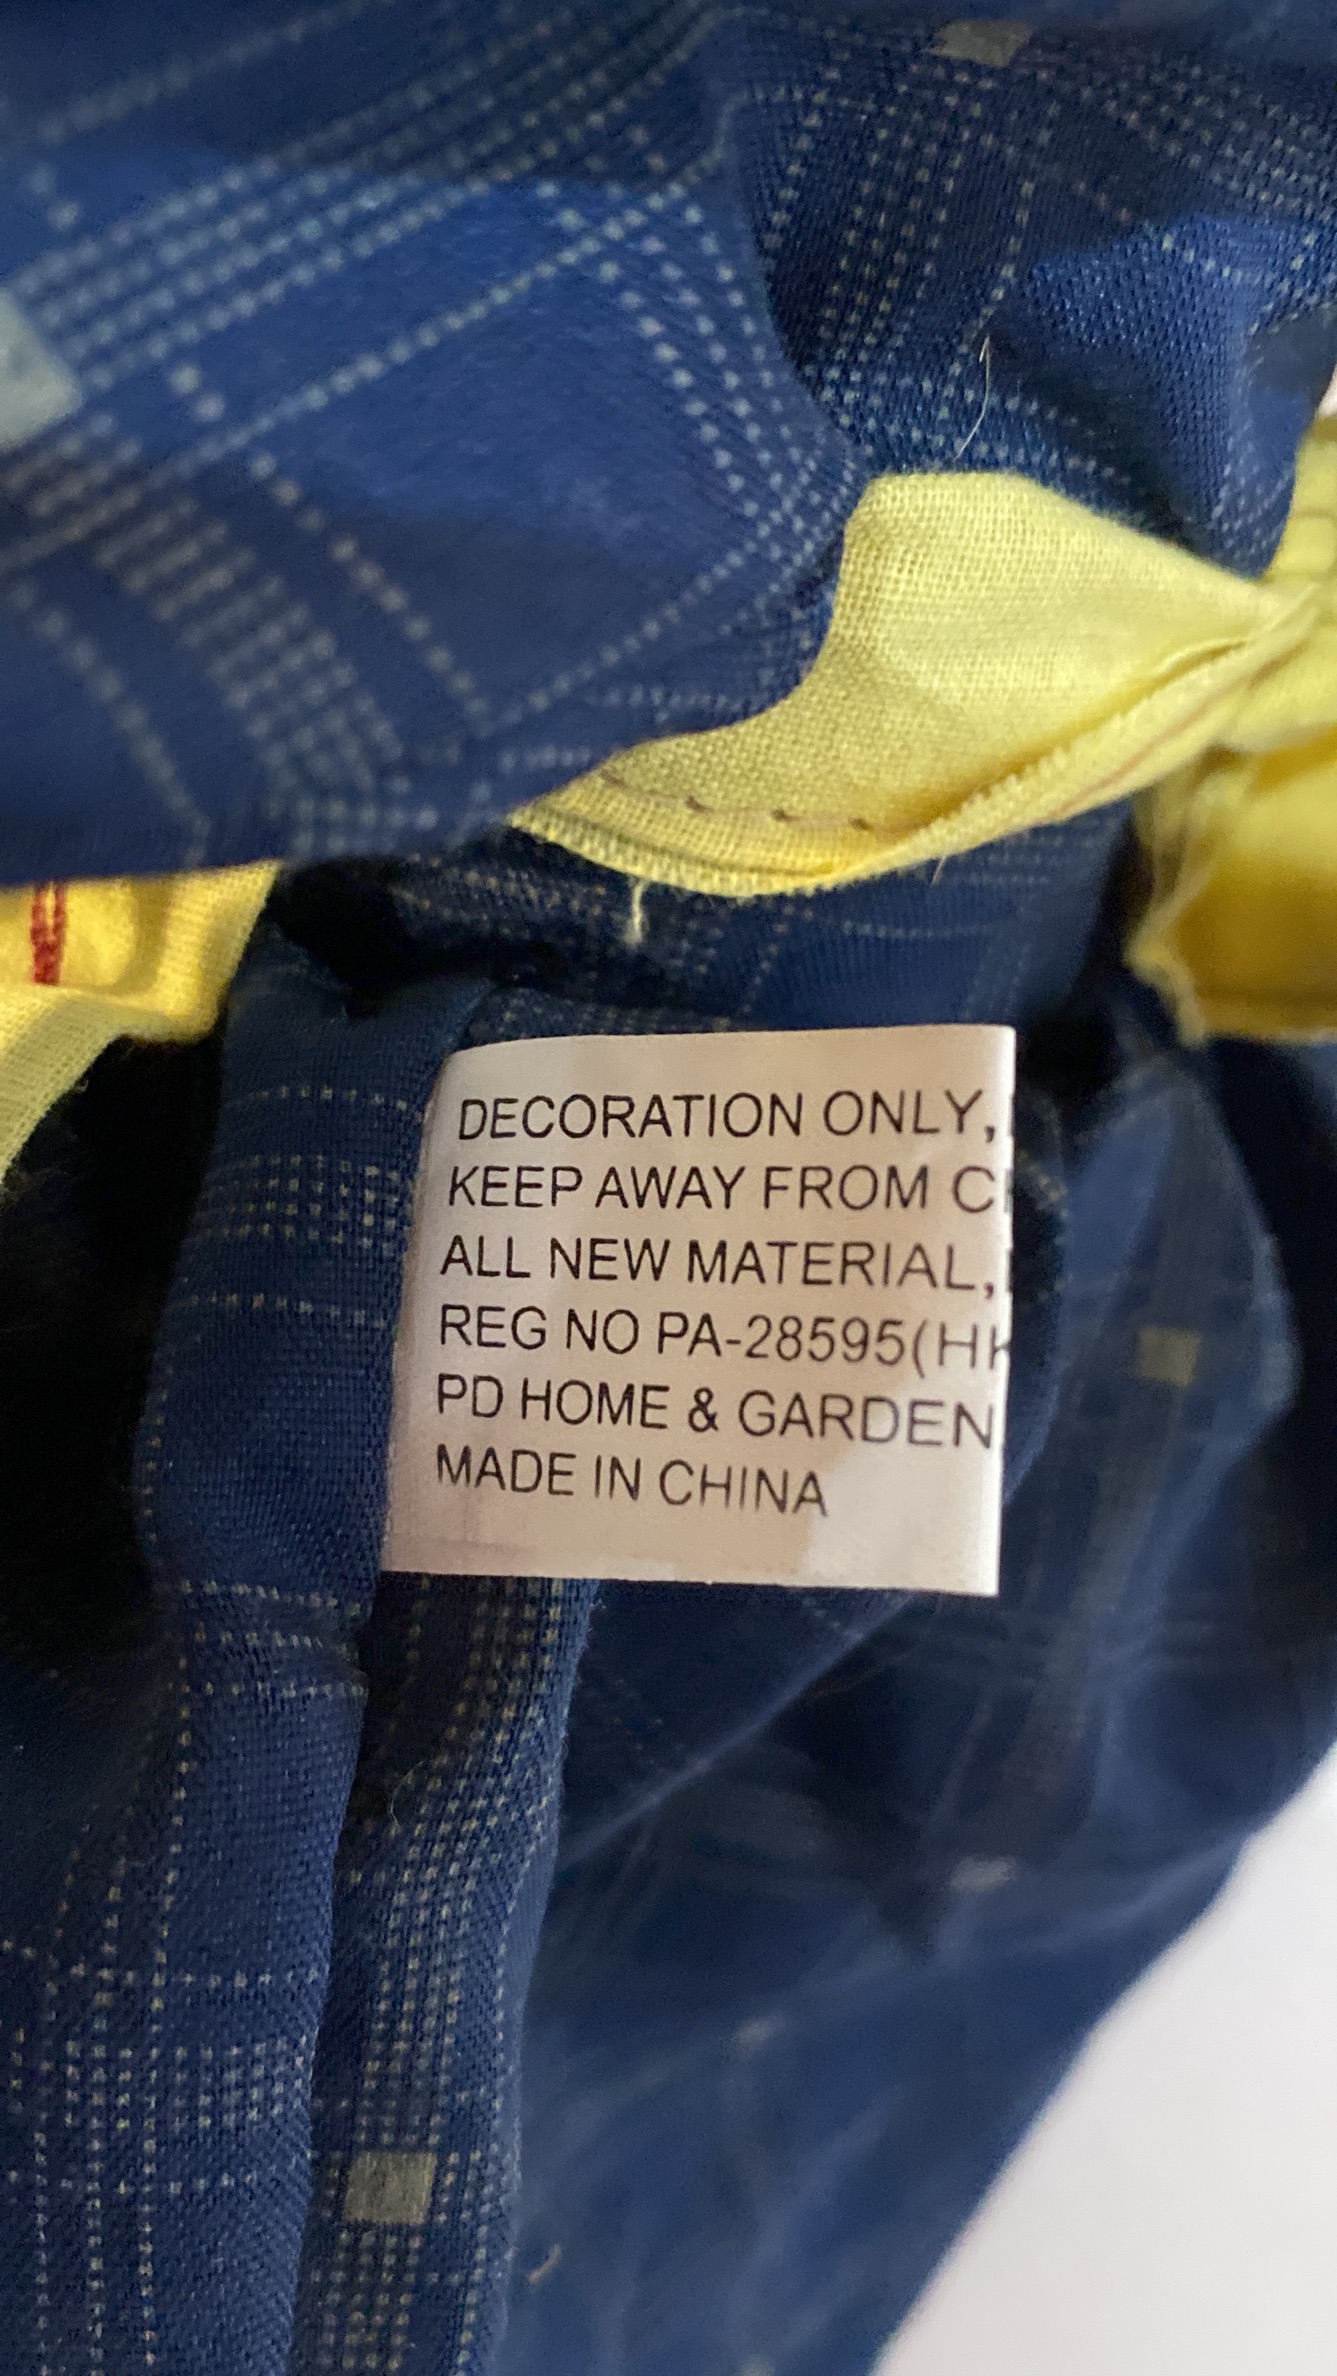 DECORATION ONLY,
KEEP AWAY FROM
ALL NEW MATERIAL,
REG NO PA-28595(HK
PD HOME & GARDEN
MADE IN CHINA